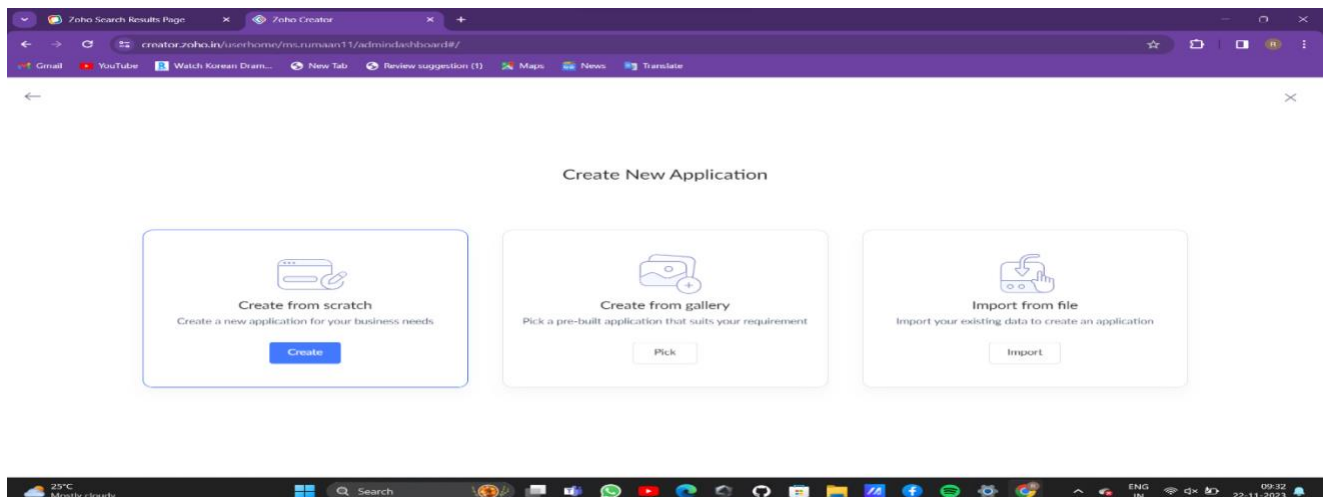 Zoho Search Results Page
Zoho Creator
creator.zoho.in/userhome/ms.rumaan11/admindashboard#/
R
Gmail
YouTube
Watch Korean Dram...
New Tab
Review suggestion (1)
Maps
News
Translate
Create New Application
Create from scratch
Create a new application for your business needs
Create
Create from gallery
Pick a pre-built application that suits your requirement
Pick
Import from file
Import your existing data to create an application
Import
25°C
Mostly cloudy
Search
ENG
IN
09:32
22-11-2023